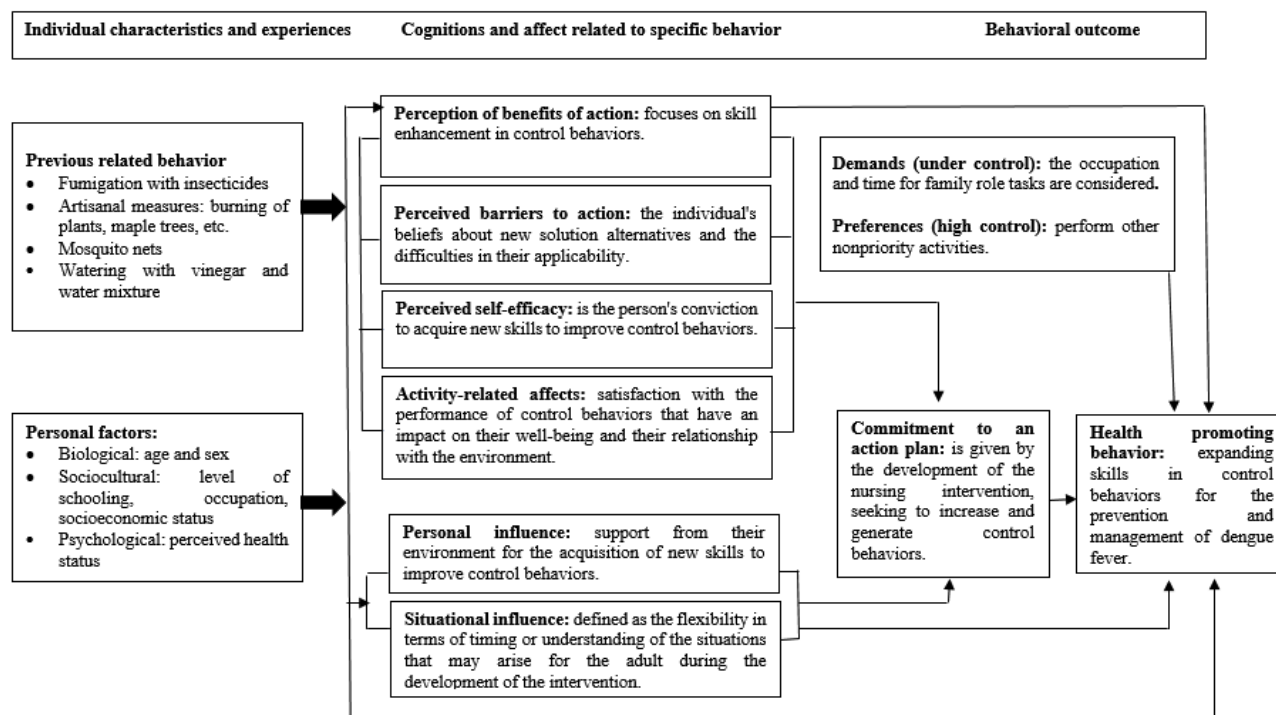 Individual characteristics and experiences
Cognitions and affect related to specific behavior
Behavioral outcome
Previous related behavior
• Fumigation with insecticides
• Artisanal measures: burning of
plants, maple trees, etc.
• Mosquito nets
• Watering with vinegar and
water mixture
Personal factors:
• Biological: age and sex
• Sociocultural: level of
schooling, occupation,
socioeconomic status
• Psychological: perceived health
status
Perception of benefits of action: focuses on skill
enhancement in control behaviors.
Perceived barriers to action: the individual's
beliefs about new solution alternatives and the
difficulties in their applicability.
Perceived self-efficacy: is the person's conviction
to acquire new skills to improve control behaviors.
Activity-related affects: satisfaction with the
performance of control behaviors that have an
impact on their well-being and their relationship
with the environment.
Personal influence: support from their
environment for the acquisition of new skills to
improve control behaviors.
Situational influence: defined as the flexibility in
terms of timing or understanding of the situations
that may arise for the adult during the
development of the intervention.
Demands (under control): the occupation
and time for family role tasks are considered.
Preferences (high control): perform other
nonpriority activities.
Commitment to an
action plan: is given by
the development of the
nursing intervention,
seeking to increase and
generate control
behaviors.
Health promoting
behavior: expanding
skills in control
behaviors for the
prevention and
management of dengue
fever.